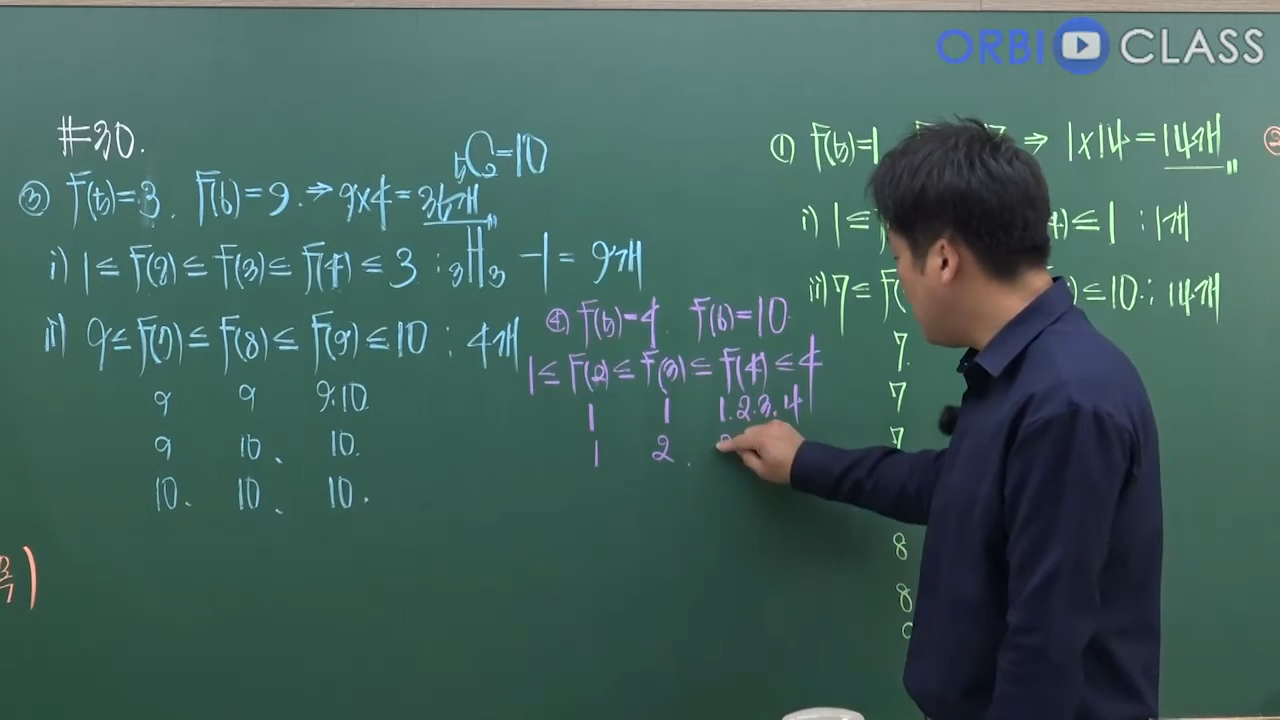 ORBI CLASS
#30.
₅C₂=10
③ f(5)=3, f(6)=9. ⇒ 9×4=36개
i) 1≤ f(2)≤ f(3)≤ f(4) ≤ 3 : ₃H₃ -1 = 9개
ii) 9≤ f(7)≤ f(8)≤ f(9)≤10 : 4개
9 9 9.10.
9 10. 10.
10. 10. 10.
④ f(5)=4. f(6)=10.
1≤ f(2)≤ f(3)≤ f(4)≤4
1 1 1.2.3.4
1 2.
① f(5)=1 ⇒ 1×14=14개
i) 1≤ ≤1 : 1개
ii) 7≤ f( ) ≤10 : 14개
7.
7
7
8
8
②